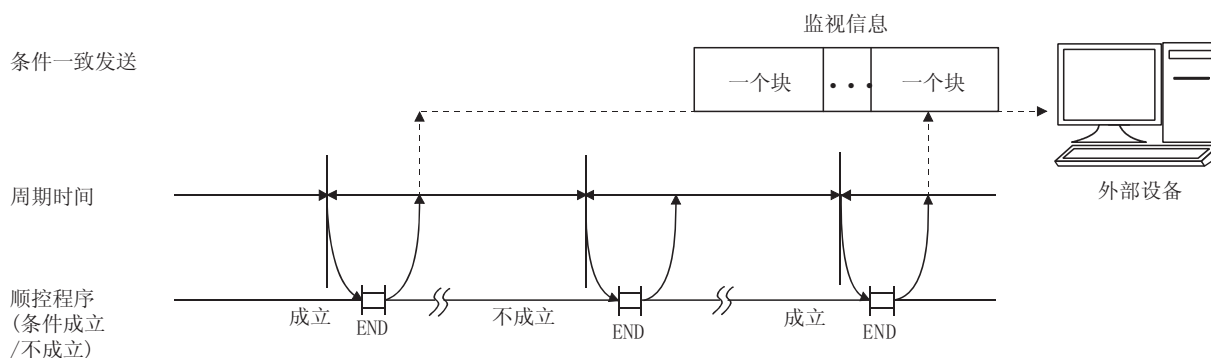 监视信息
条件一致发送
一个块
• • •
一个块
周期时间
外部设备
顺控程序
(条件成立
/不成立)
成立
END
不成立
END
成立
END